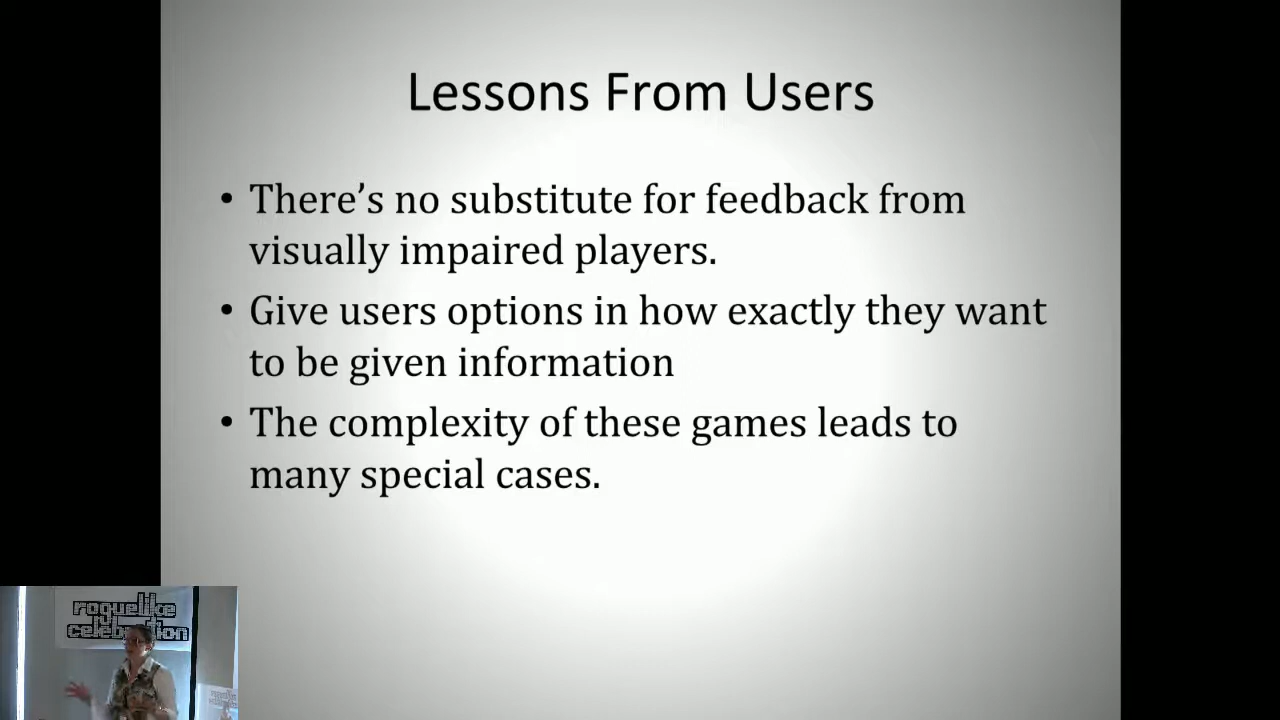 Lessons From Users
• There’s no substitute for feedback from
visually impaired players.
• Give users options in how exactly they want
to be given information
• The complexity of these games leads to
many special cases.
roguelike
celebration